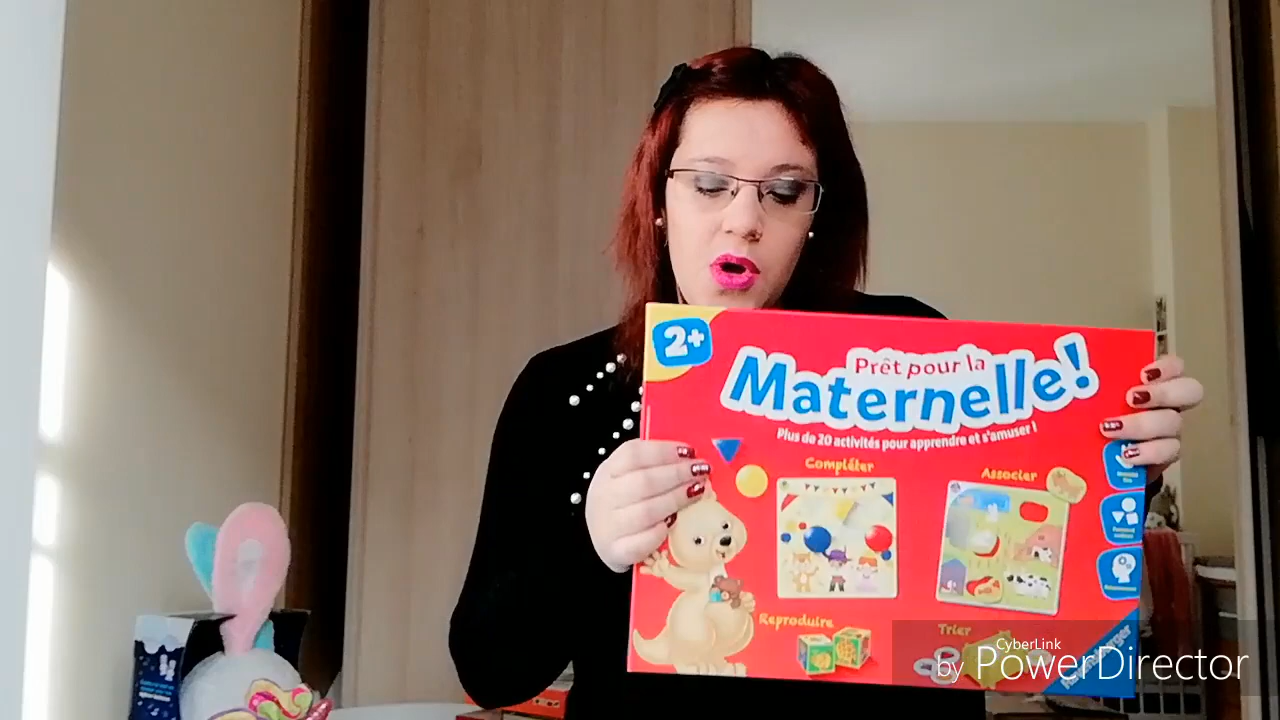 2+
Prêt pour la
Maternelle!
Plus de 20 activités pour apprendre et s'amuser !
Compléter
Associer
Reproduire
Trier
CyberLink
by PowerDirector